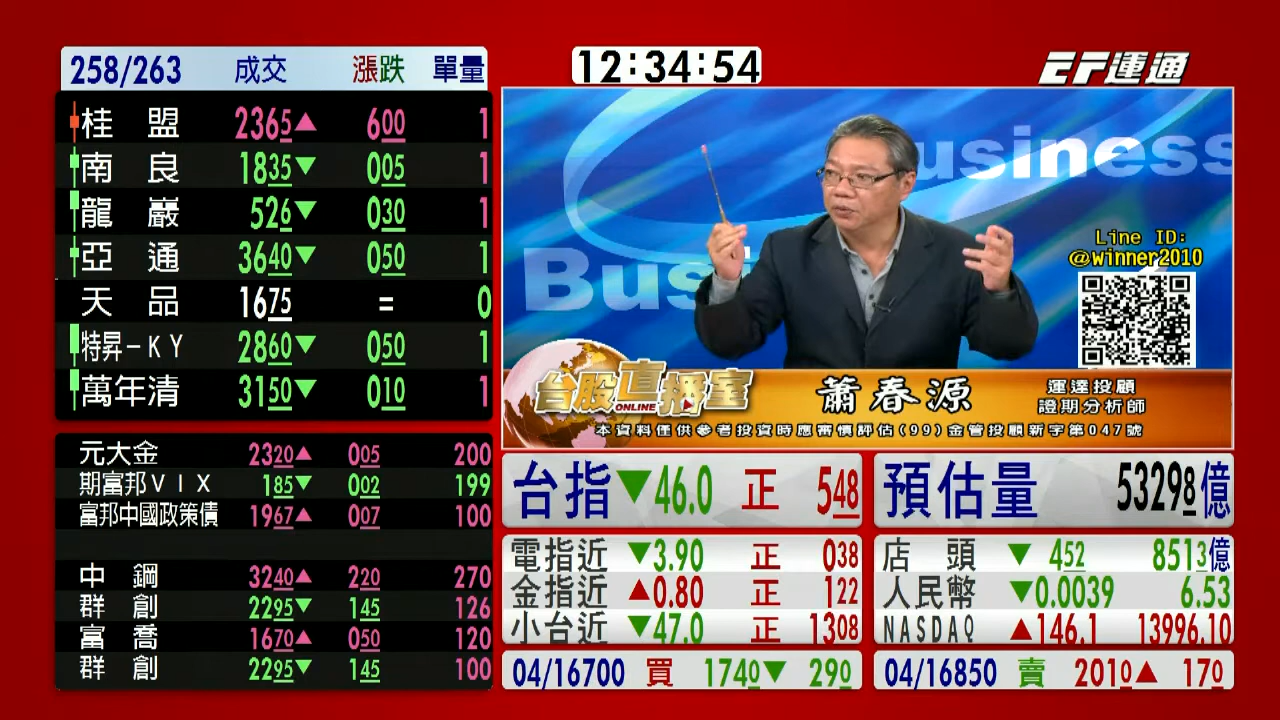 258/263 成交 漲跌 單量
桂盟 2365▲ 600 1
南良 1835▼ 005 1
龍巖 526▼ 030 1
亞通 3640▼ 050 1
天品 1675 = 0
特昇-KY 2860▼ 050 1
萬年清 3150▼ 010 1
元大金 2320▲ 005 200
期富邦VIX 185▼ 002 199
富邦中國政策債 1967▲ 007 100
中鋼 3240▲ 220 270
群創 2295▼ 145 126
富喬 1670▲ 050 120
群創 2295▼ 145 100
12:34:54
EF運通
Business
Business
Line ID:
@winner2010
台股直播室
ONLINE
蕭春源
運達投顧
證期分析師
本資料僅供參考投資時應審慎評估(99)金管投顧新字第047號
台指▼46.0 正 548
預估量 53298億
電指近 ▼3.90 正 038
金指近 ▲0.80 正 122
小台近 ▼47.0 正 1308
店頭 ▼ 452 8513億
人民幣 ▼0.0039 6.53
NASDAQ ▲146.1 13996.10
04/16700 買 1740▼ 290
04/16850 賣 2010▲ 170